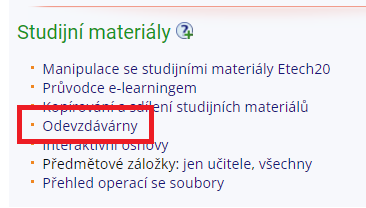 Studijní materiály
Manipulace se studijními materiály Etech20
Průvodce e-learningem
Kopírování a sdílení studijních materiálů
Odevzdávárny
Interaktivní osnovy
Předmětové záložky: jen učitele, všechny
Přehled operací se soubory